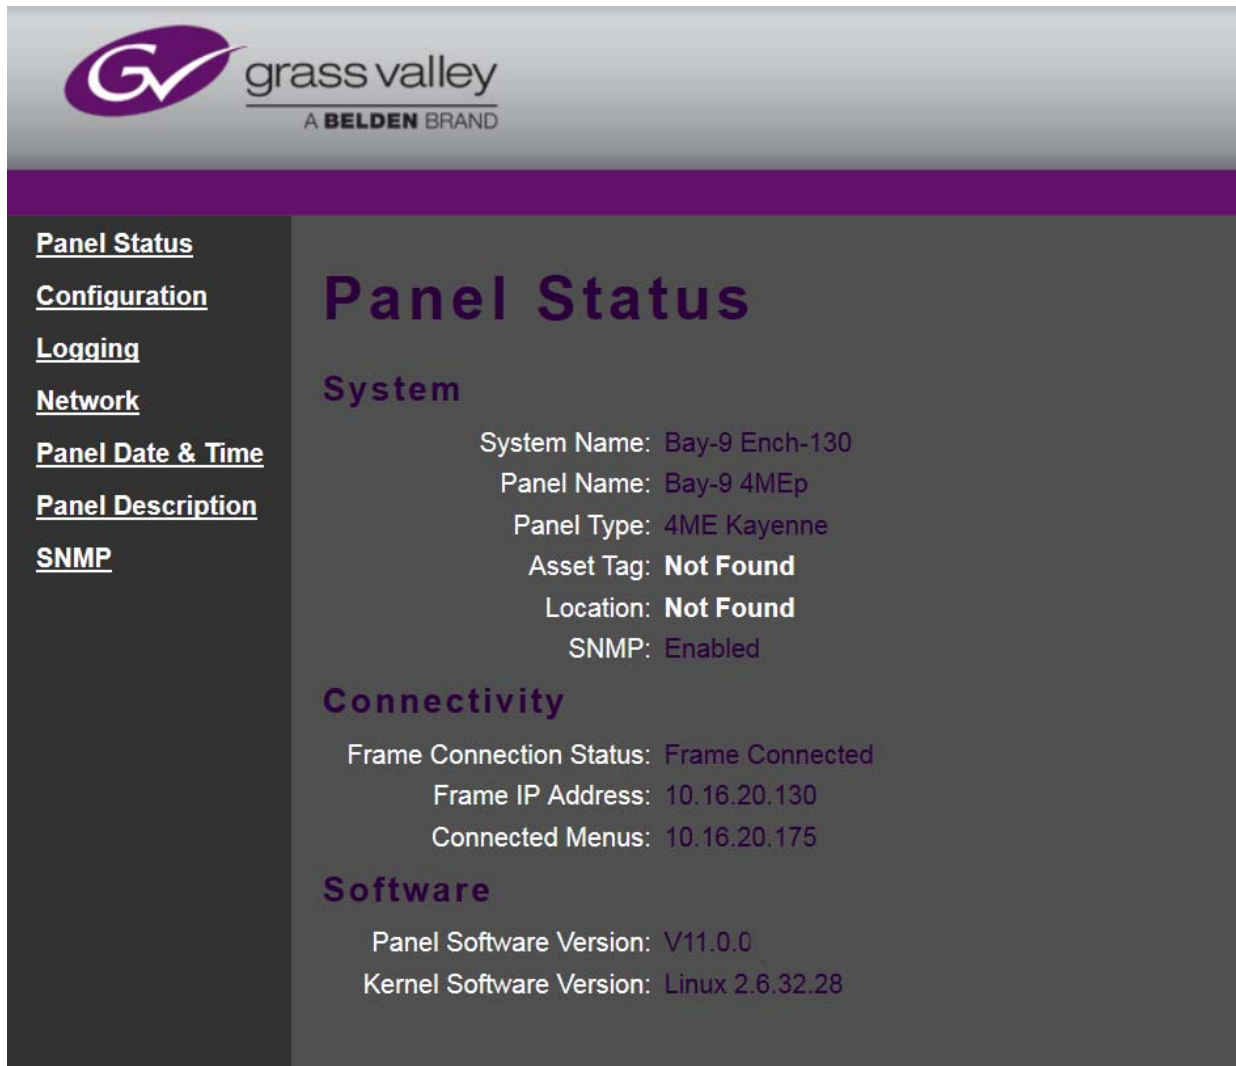 GV grass valley
A BELDEN BRAND
Panel Status
Configuration
Logging
Network
Panel Date & Time
Panel Description
SNMP
Panel Status
System
System Name: Bay-9 Ench-130
Panel Name: Bay-9 4MEp
Panel Type: 4ME Kayenne
Asset Tag: Not Found
Location: Not Found
SNMP: Enabled
Connectivity
Frame Connection Status: Frame Connected
Frame IP Address: 10.16.20.130
Connected Menus: 10.16.20.175
Software
Panel Software Version: V11.0.0
Kernel Software Version: Linux 2.6.32.28